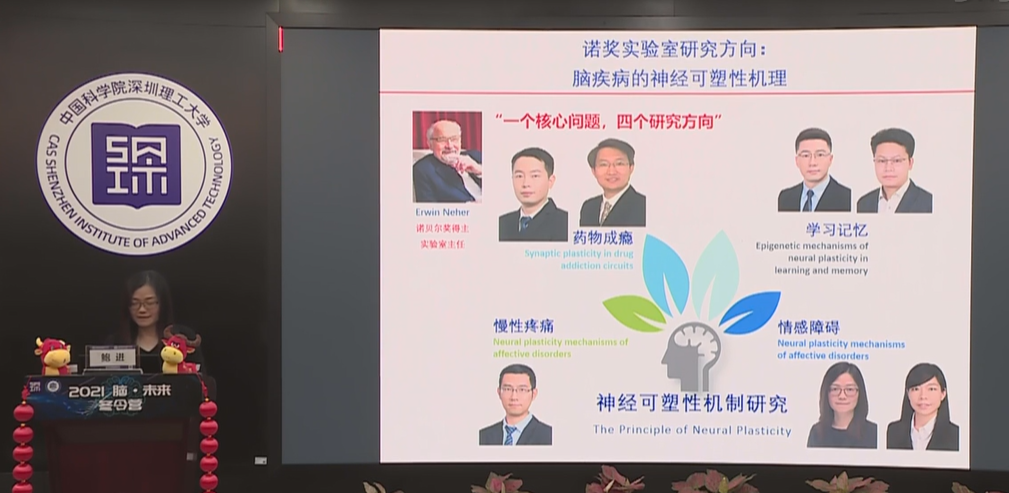 中国科学院深圳理工大学
CAS SHENZHEN INSTITUTE OF ADVANCED TECHNOLOGY
鲍进
2021 脑·未来
冬令营
诺奖实验室研究方向:
脑疾病的神经可塑性机理
“一个核心问题，四个研究方向”
Erwin Neher
诺贝尔奖得主
实验室主任
药物成瘾
Synaptic plasticity in drug
addiction circuits
学习记忆
Epigenetic mechanisms of
neural plasticity in
learning and memory
慢性疼痛
Neural plasticity mechanisms of
affective disorders
情感障碍
Neural plasticity mechanisms
of affective disorders
神经可塑性机制研究
The Principle of Neural Plasticity